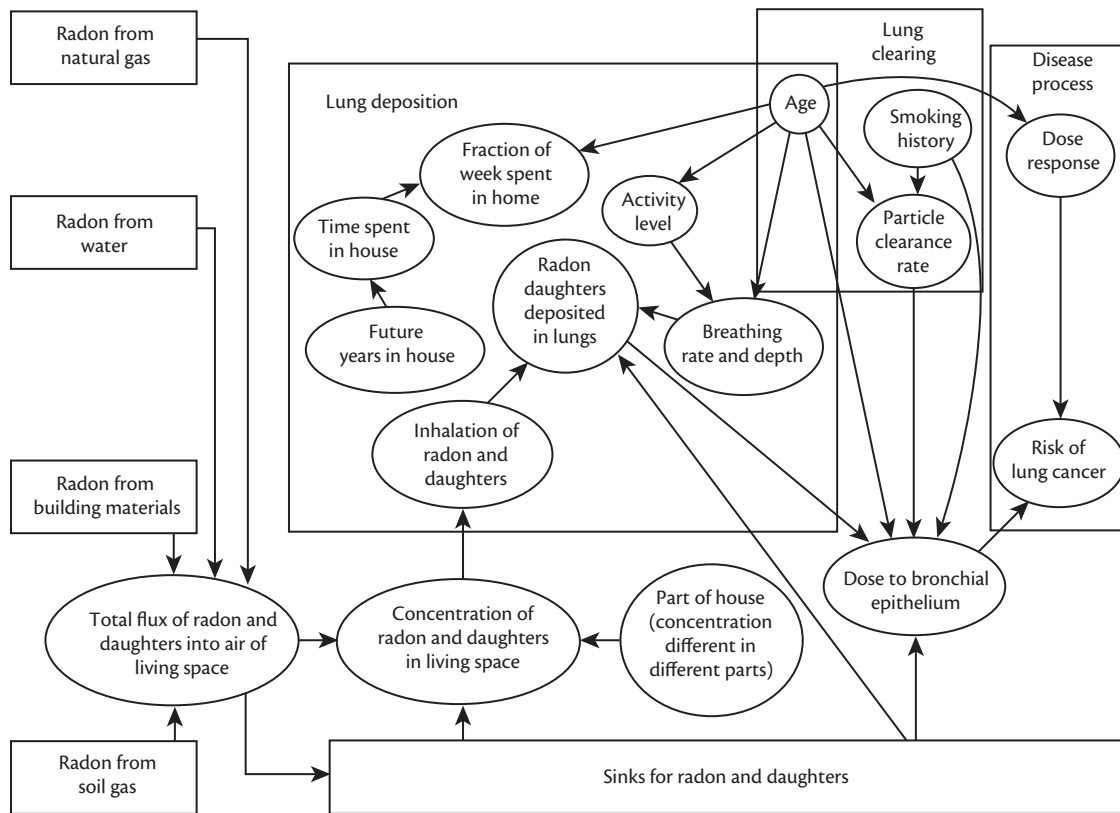 Radon from
natural gas
Lung
clearing
Disease
process
Lung deposition
Age
Smoking
history
Dose
response
Fraction of
week spent
in home
Activity
level
Radon from
water
Time spent
in house
Particle
clearance
rate
Radon
daughters
deposited
in lungs
Future
years in house
Breathing
rate and depth
Inhalation of
radon and
daughters
Risk of
lung cancer
Radon from
building materials
Total flux of radon and
daughters into air of
living space
Concentration of
radon and daughters
in living space
Part of house
(concentration
different in
different parts)
Dose to bronchial
epithelium
Radon from
soil gas
Sinks for radon and daughters